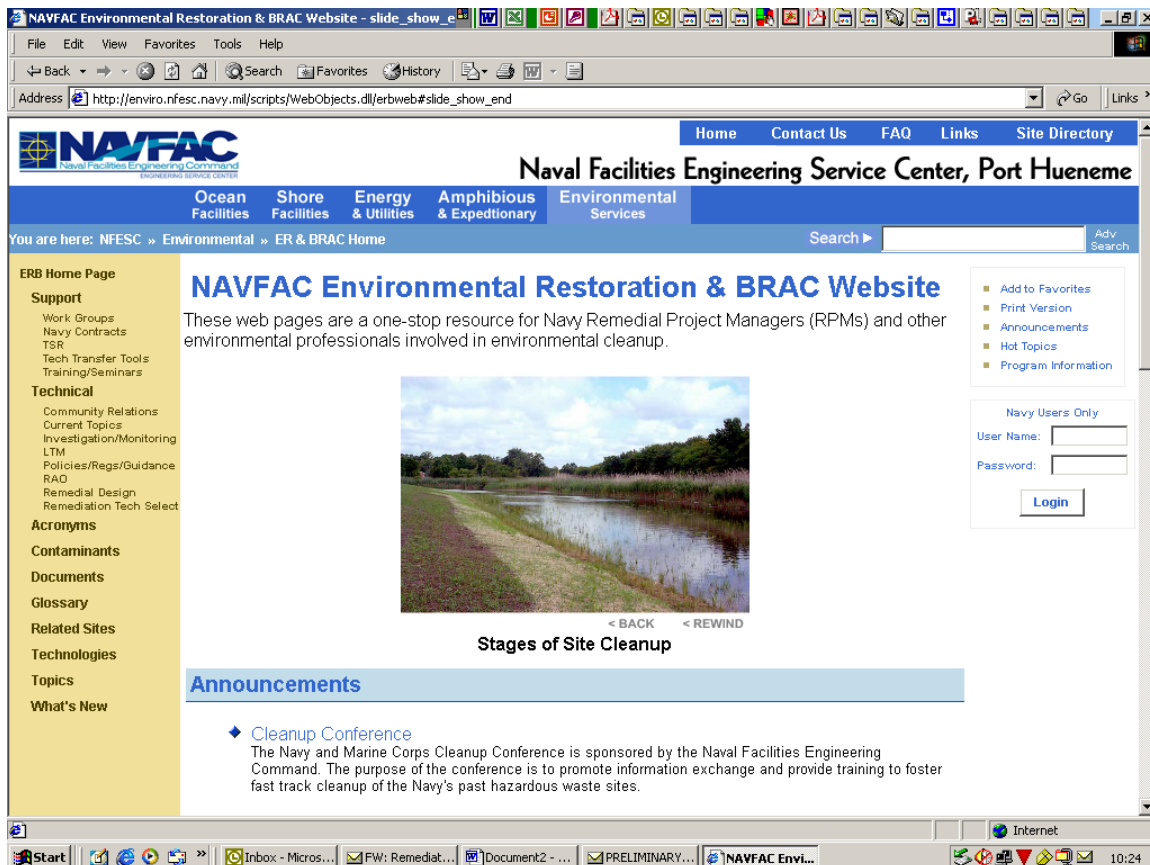 NAVFAC Environmental Restoration & BRAC Website - slide_show_e
File Edit View Favorites Tools Help
Back Search Favorites History
Address http://enviro.nfesc.navy.mil/scripts/WebObjects.dll/erbweb#slide_show_end Go Links
NAVFAC
Naval Facilities Engineering Command
ENGINEERING SERVICE CENTER
Home Contact Us FAQ Links Site Directory
Naval Facilities Engineering Service Center, Port Hueneme
Ocean Facilities
Shore Facilities
Energy & Utilities
Amphibious & Expedtionary
Environmental Services
You are here: NFESC » Environmental » ER & BRAC Home
Search
Adv Search
ERB Home Page
Support
Work Groups
Navy Contracts
TSR
Tech Transfer Tools
Training/Seminars
Technical
Community Relations
Current Topics
Investigation/Monitoring
LTM
Policies/Regs/Guidance
RAO
Remedial Design
Remediation Tech Select
Acronyms
Contaminants
Documents
Glossary
Related Sites
Technologies
Topics
What's New
NAVFAC Environmental Restoration & BRAC Website
These web pages are a one-stop resource for Navy Remedial Project Managers (RPMs) and other
environmental professionals involved in environmental cleanup.
< BACK < REWIND
Stages of Site Cleanup
Announcements
Cleanup Conference
The Navy and Marine Corps Cleanup Conference is sponsored by the Naval Facilities Engineering
Command. The purpose of the conference is to promote information exchange and provide training to foster
fast track cleanup of the Navy's past hazardous waste sites.
Add to Favorites
Print Version
Announcements
Hot Topics
Program Information
Navy Users Only
User Name:
Password:
Login
Internet
Start Inbox - Micros... FW: Remediat... Document2 - ... PRELIMINARY... NAVFAC Envi... 10:24